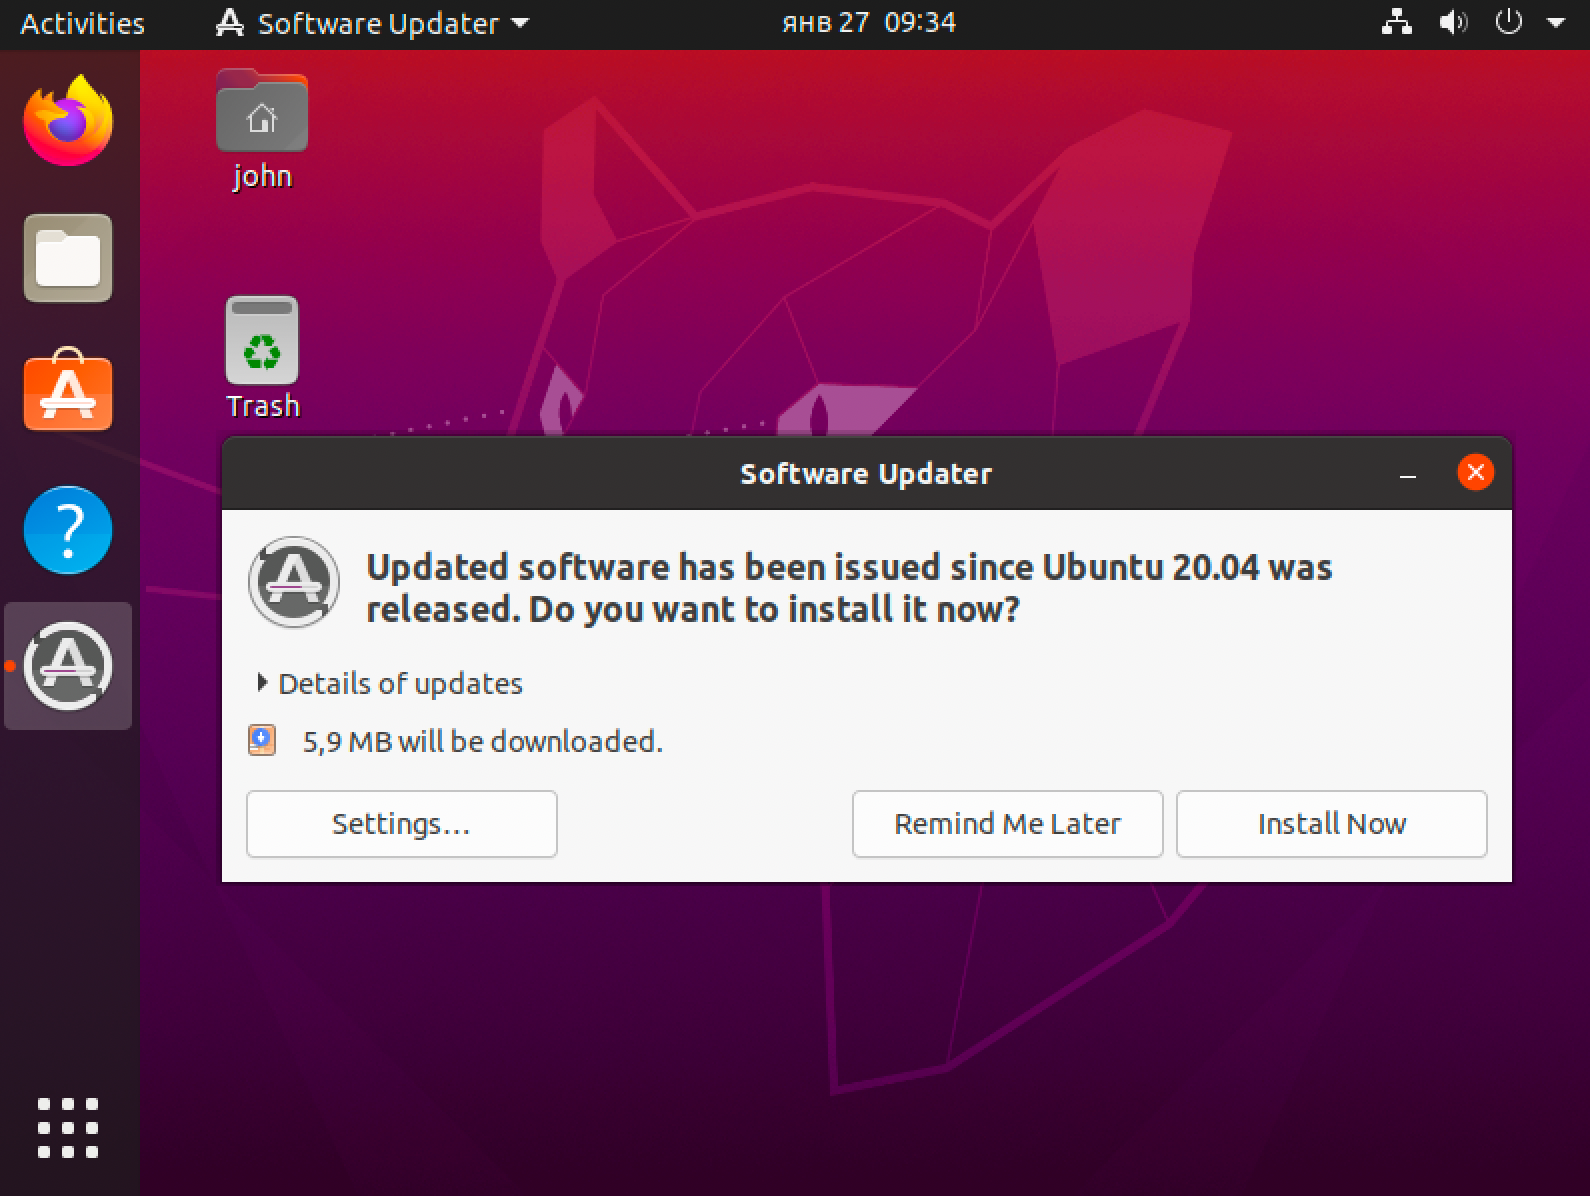 Activities
Software Updater
янв 27 09:34
john
Trash
Software Updater
Updated software has been issued since Ubuntu 20.04 was
released. Do you want to install it now?
Details of updates
5,9 MB will be downloaded.
Settings...
Remind Me Later
Install Now